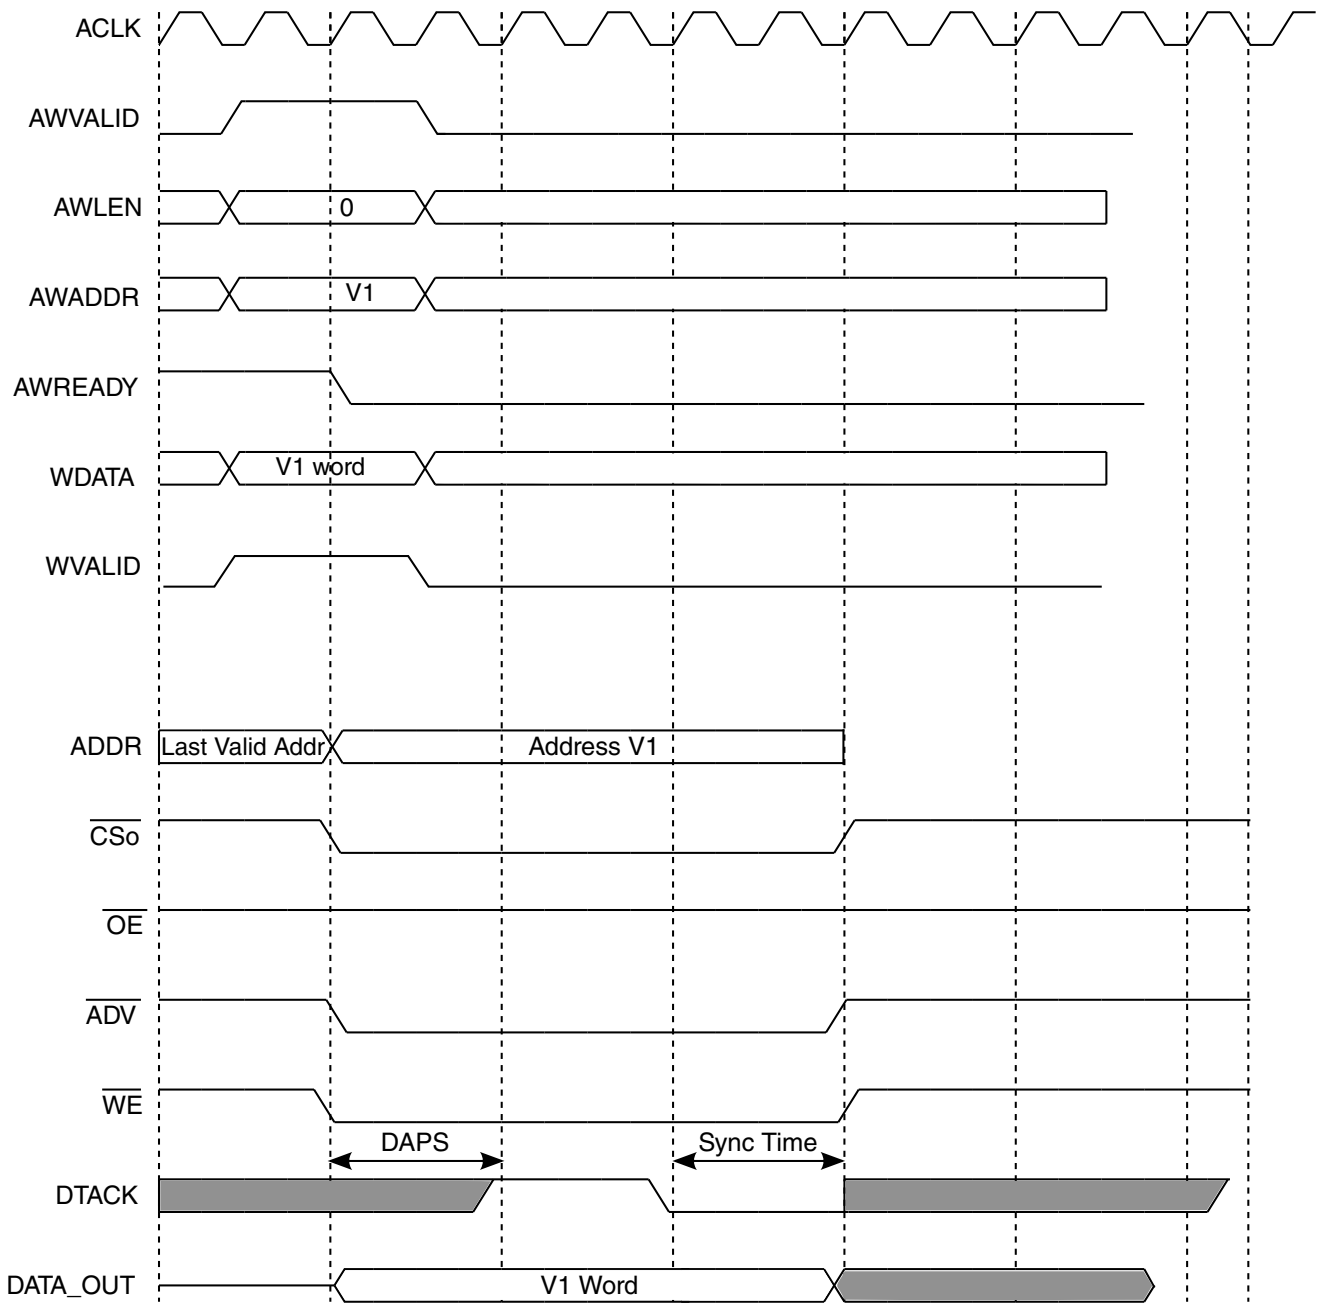 ACLK
AWVALID
AWLEN 0
AWADDR V1
AWREADY
WDATA V1 word
WVALID
ADDR Last Valid Addr Address V1
CSo
OE
ADV
WE
DAPS Sync Time
DTACK
DATA_OUT V1 Word